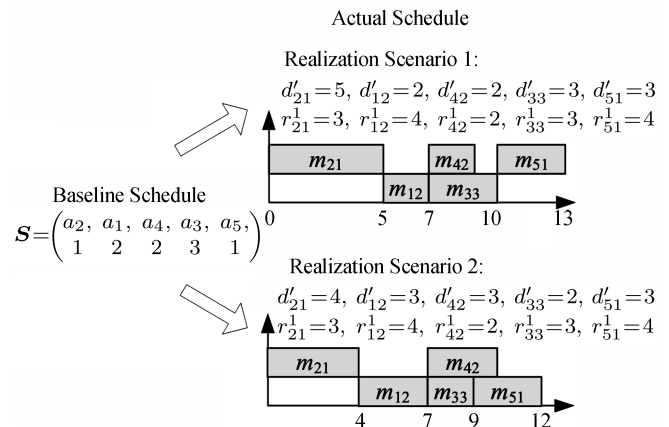 Actual Schedule
Realization Scenario 1:
d′₂₁=5, d′₁₂=2, d′₄₂=2, d′₃₃=3, d′₅₁=3
r¹₂₁=3, r¹₁₂=4, r¹₄₂=2, r¹₃₃=3, r¹₅₁=4
m₂₁ m₄₂ m₅₁
m₁₂ m₃₃
0 5 7 10 13
Baseline Schedule
S=(a₂, a₁, a₄, a₃, a₅,
1 2 2 3 1)
Realization Scenario 2:
d′₂₁=4, d′₁₂=3, d′₄₂=3, d′₃₃=2, d′₅₁=3
r¹₂₁=3, r¹₁₂=4, r¹₄₂=2, r¹₃₃=3, r¹₅₁=4
m₂₁ m₄₂
m₁₂ m₃₃ m₅₁
4 7 9 12